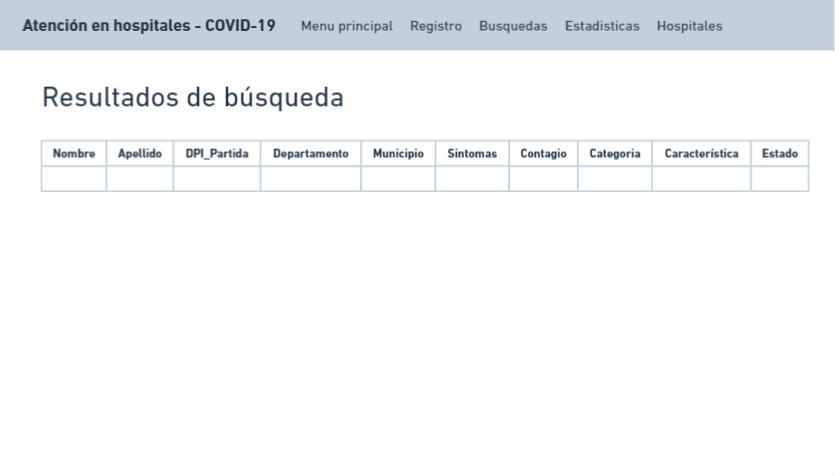 Atención en hospitales - COVID-19 Menu principal Registro Busquedas Estadisticas Hospitales
Resultados de búsqueda
Nombre Apellido DPI_Partida Departamento Municipio Sintomas Contagio Categoria Característica Estado